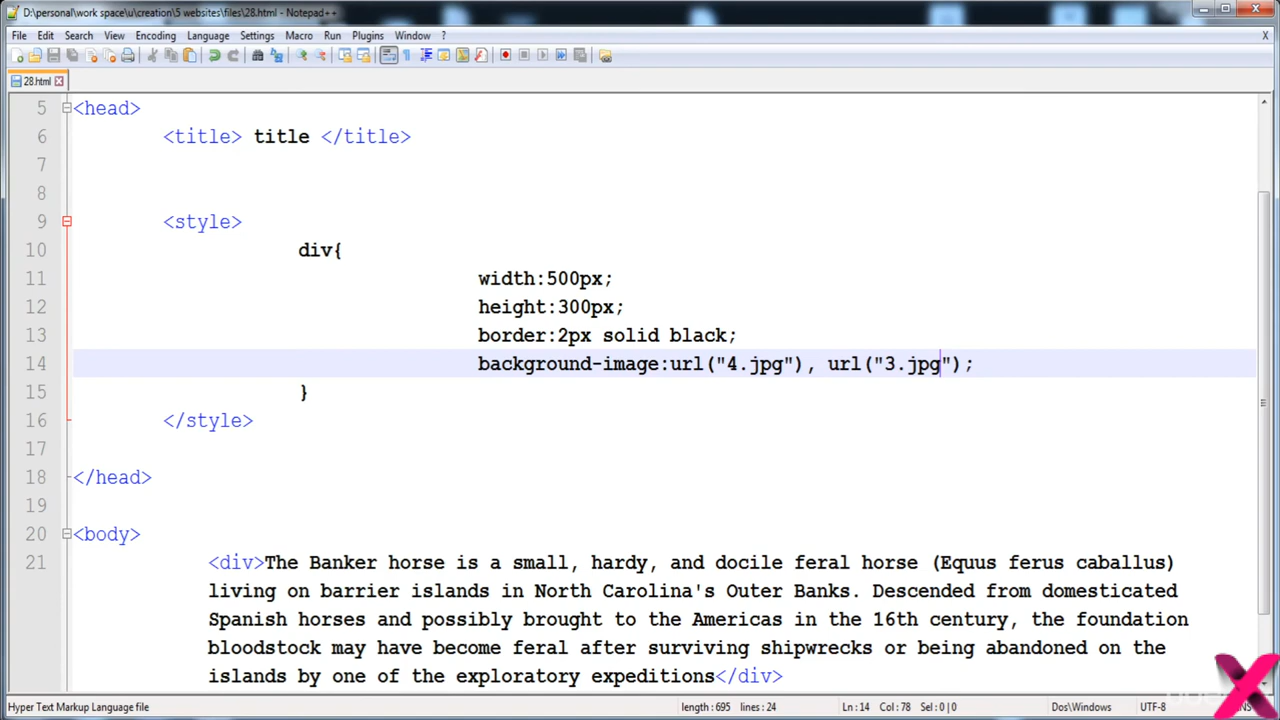 D:\personal\work space\u\creation\5 websites\files\28.html - Notepad++
File Edit Search View Encoding Language Settings Macro Run Plugins Window ? X
28.html
5 <head>
6 <title> title </title>
7
8
9 <style>
10 div{
11 width:500px;
12 height:300px;
13 border:2px solid black;
14 background-image:url("4.jpg"), url("3.jpg");
15 }
16 </style>
17
18 </head>
19
20 <body>
21 <div>The Banker horse is a small, hardy, and docile feral horse (Equus ferus caballus)
living on barrier islands in North Carolina's Outer Banks. Descended from domesticated
Spanish horses and possibly brought to the Americas in the 16th century, the foundation
bloodstock may have become feral after surviving shipwrecks or being abandoned on the
islands by one of the exploratory expeditions</div>
Hyper Text Markup Language file length:695 lines:24 Ln:14 Col:78 Sel:0|0 Dos\Windows UTF-8